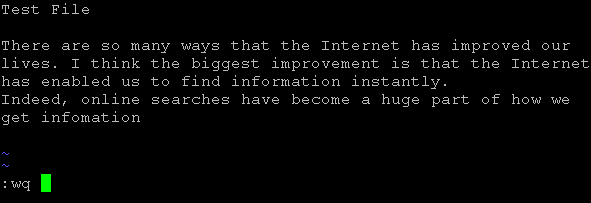 Test File
There are so many ways that the Internet has improved our
lives. I think the biggest improvement is that the Internet
has enabled us to find information instantly.
Indeed, online searches have become a huge part of how we
get infomation
~
~
:wq